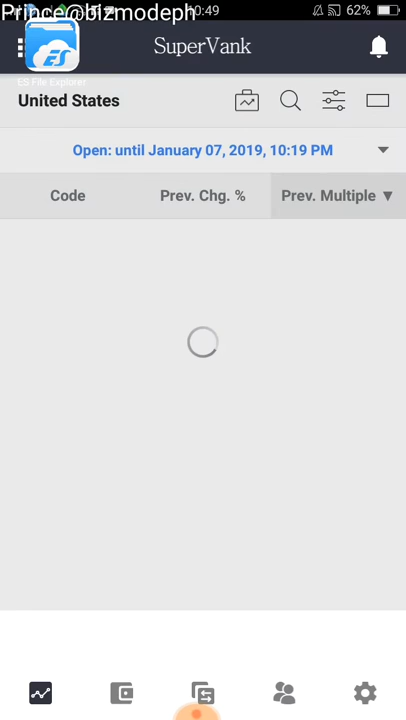 Prince@bizmodeph
10:49
62%
SuperVank
ES
ES File Explorer
United States
Open: until January 07, 2019, 10:19 PM
Code
Prev. Chg. %
Prev. Multiple ▼